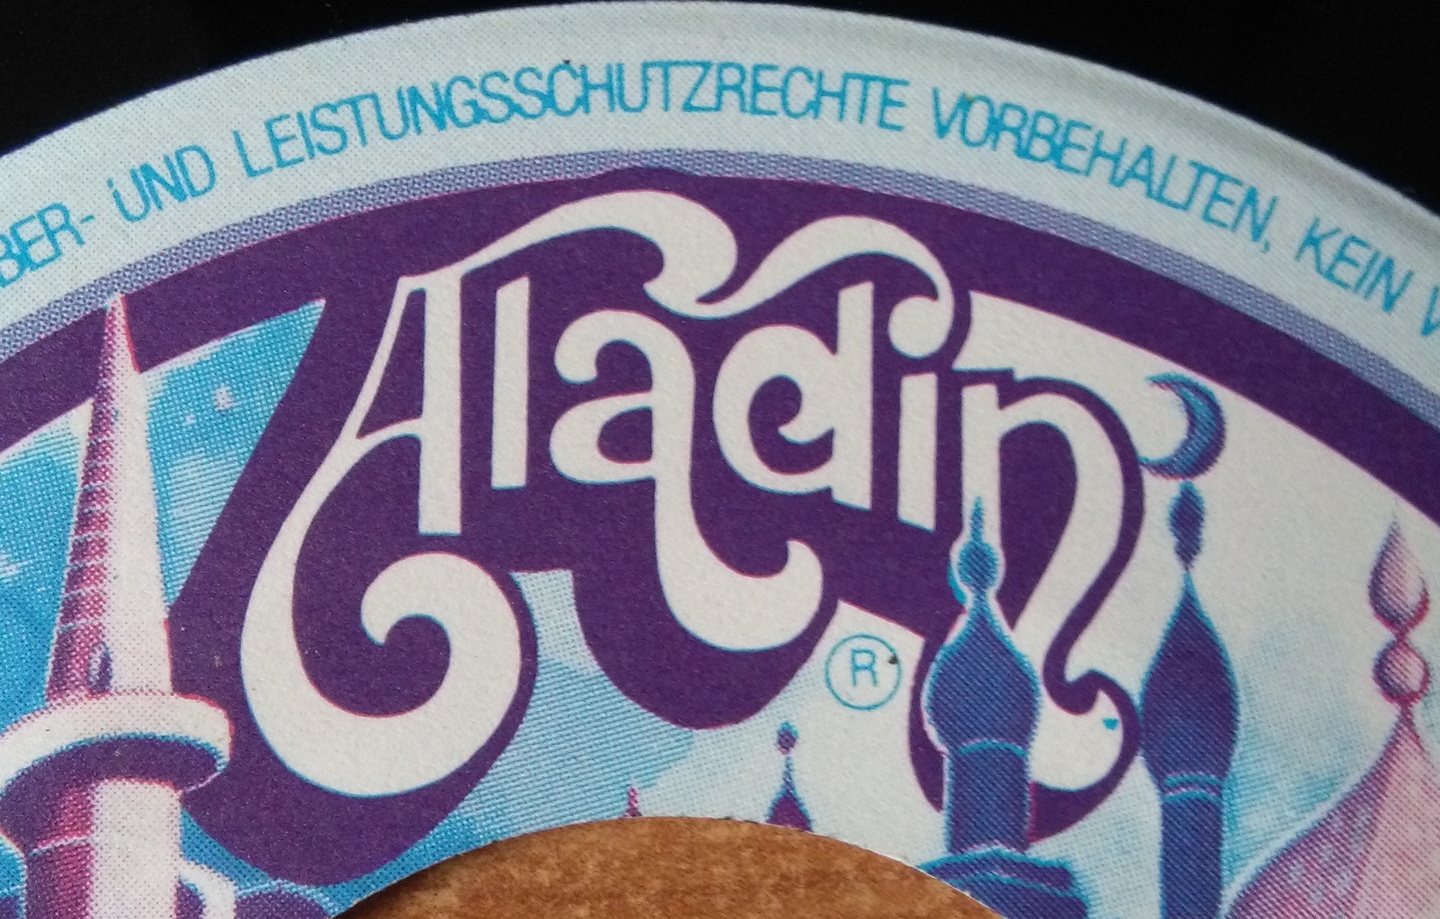 BER- UND LEISTUNGSSCHUTZRECHTE VORBEHALTEN, KEIN
Aladin
®